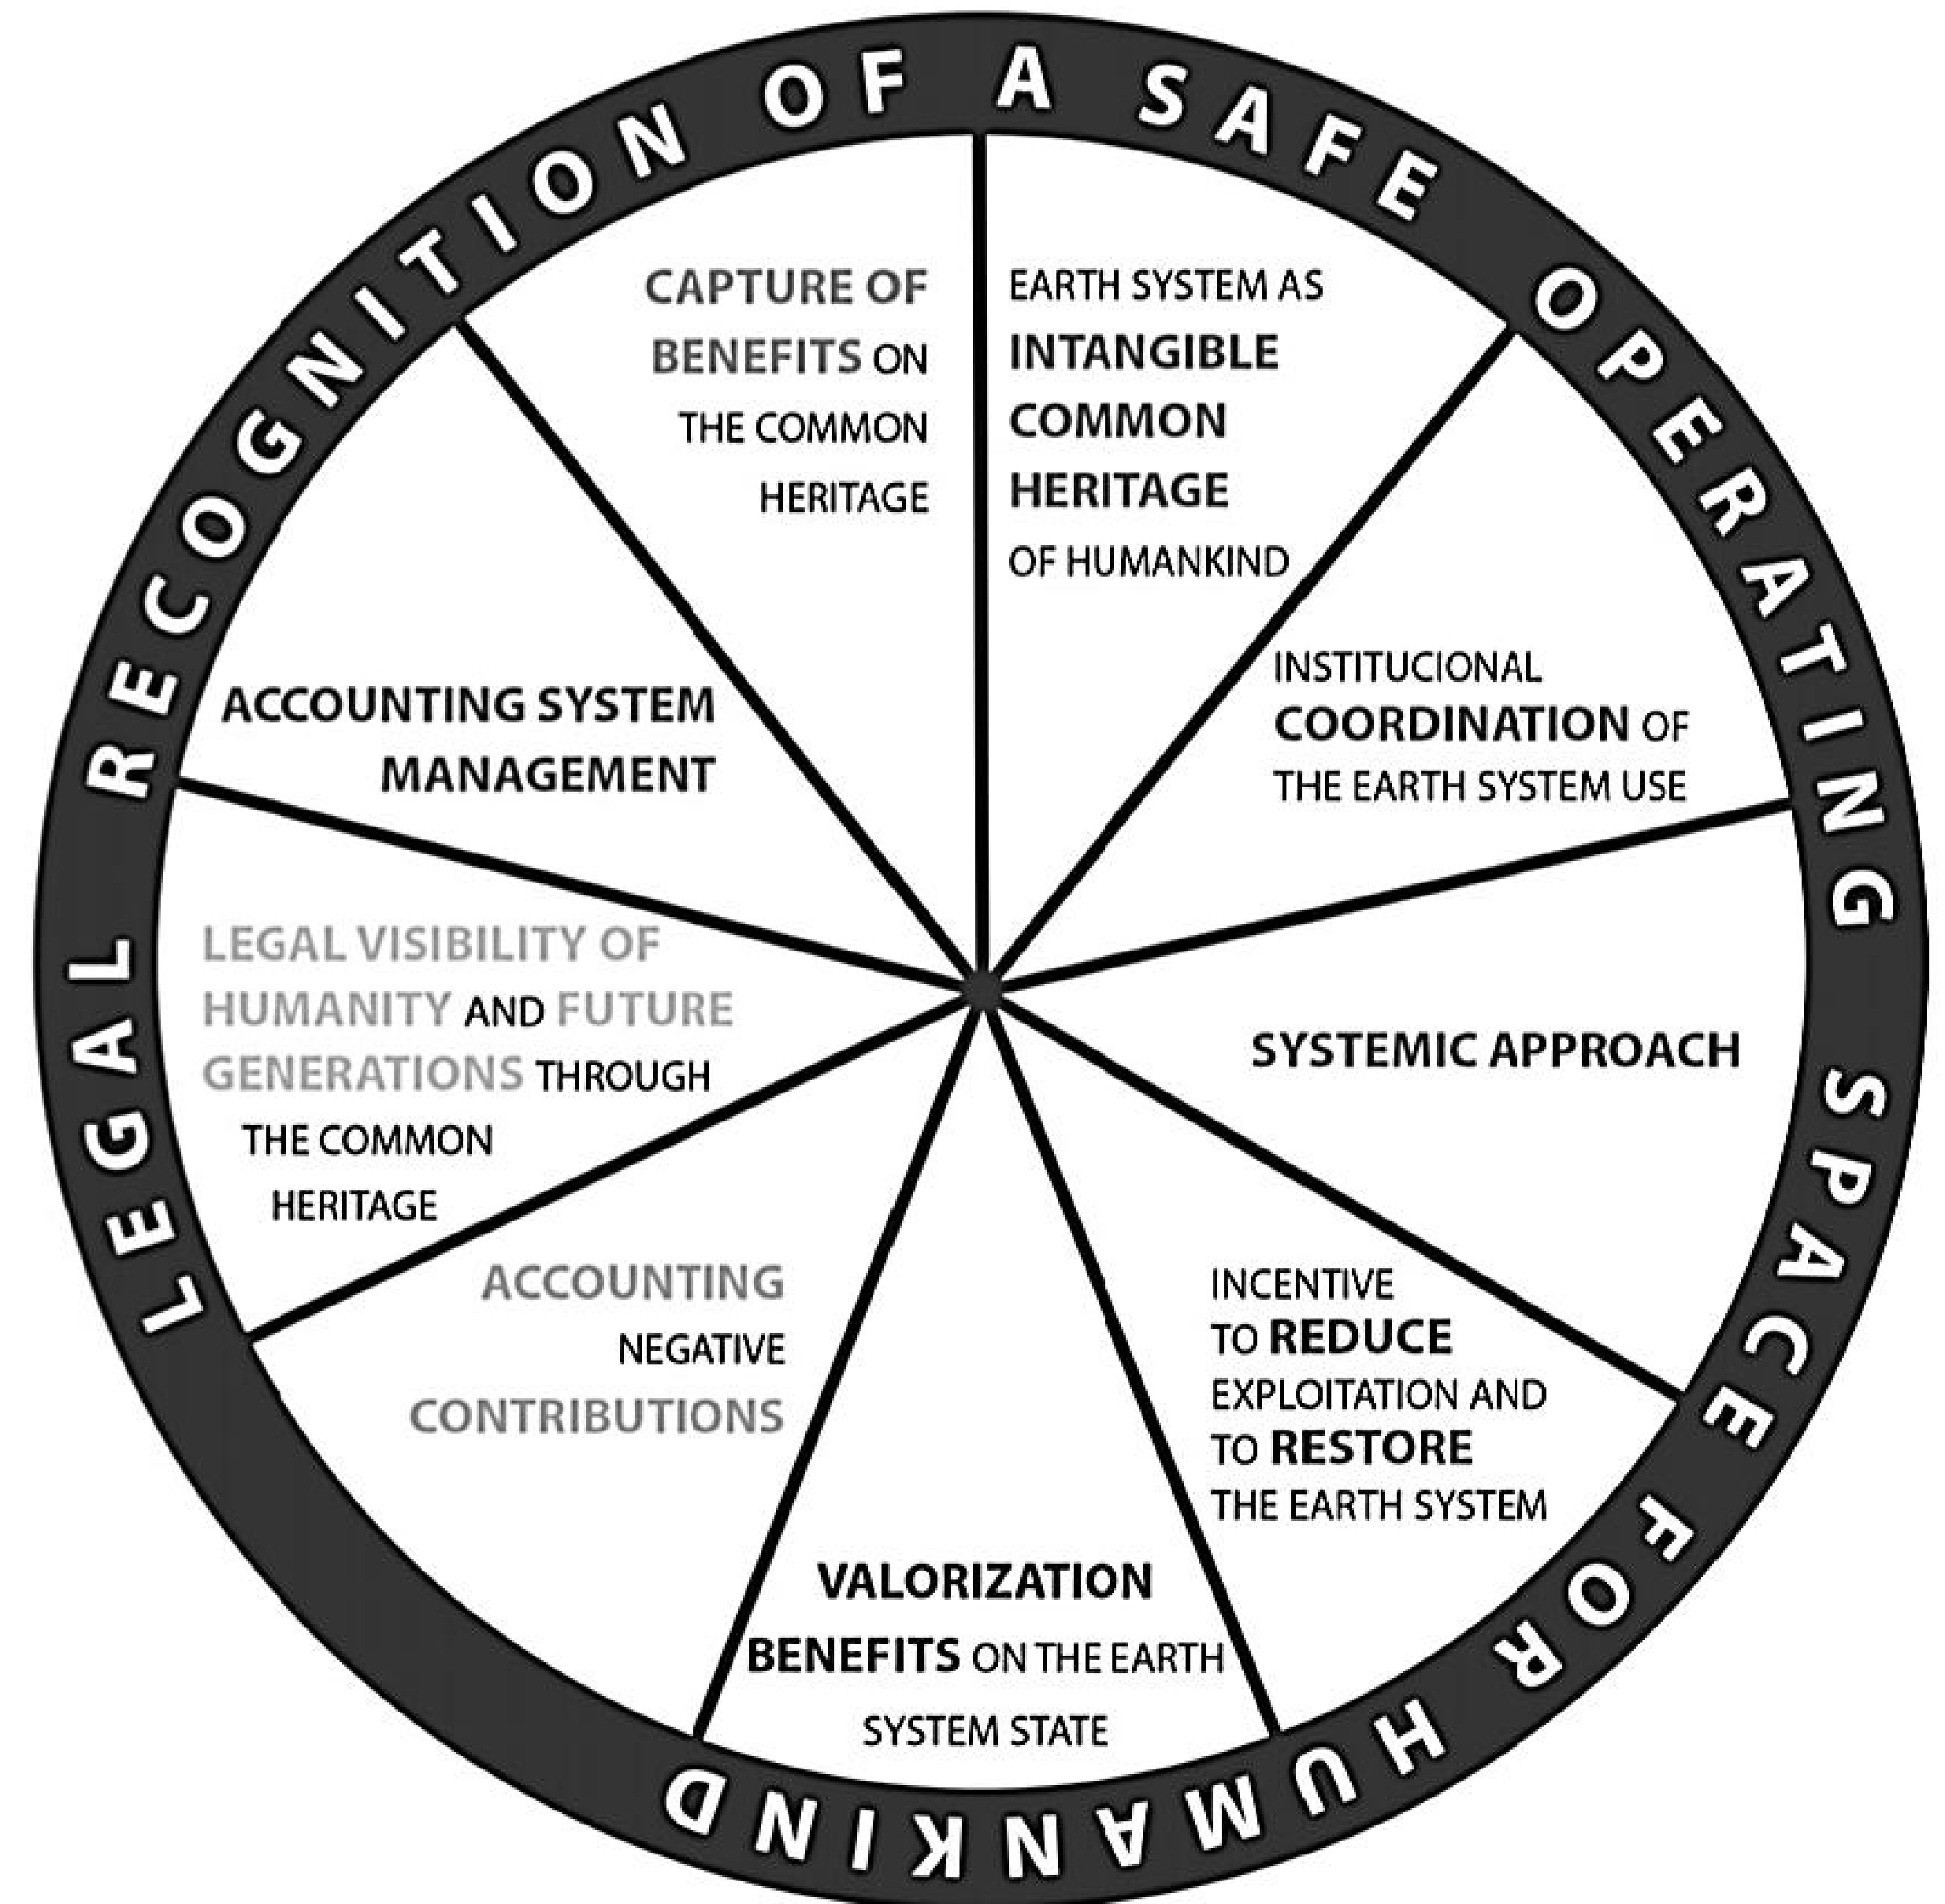 LEGAL RECOGNITION OF A SAFE OPERATING SPACE FOR HUMANKIND
CAPTURE OF
BENEFITS ON
THE COMMON
HERITAGE
EARTH SYSTEM AS
INTANGIBLE
COMMON
HERITAGE
OF HUMANKIND
INSTITUCIONAL
COORDINATION OF
THE EARTH SYSTEM USE
SYSTEMIC APPROACH
INCENTIVE
TO REDUCE
EXPLOITATION AND
TO RESTORE
THE EARTH SYSTEM
VALORIZATION
BENEFITS ON THE EARTH
SYSTEM STATE
ACCOUNTING
NEGATIVE
CONTRIBUTIONS
LEGAL VISIBILITY OF
HUMANITY AND FUTURE
GENERATIONS THROUGH
THE COMMON
HERITAGE
ACCOUNTING SYSTEM
MANAGEMENT